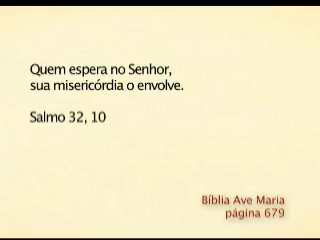 Quem espera no Senhor,
sua misericórdia o envolve.
Salmo 32, 10
Bíblia Ave Maria
página 679